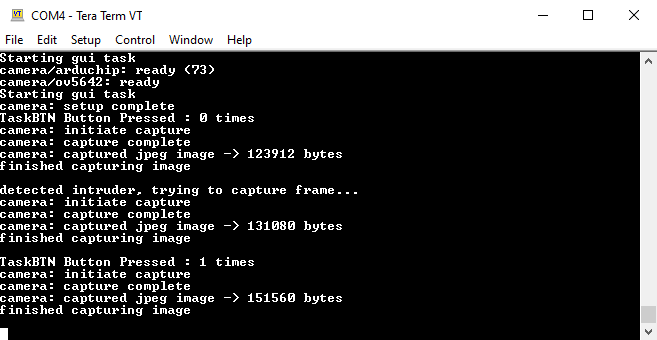 COM4 - Tera Term VT
File Edit Setup Control Window Help
Starting gui task
camera/arduchip: ready (73)
camera/ov5642: ready
Starting gui task
camera: setup complete
TaskBTN Button Pressed : 0 times
camera: initiate capture
camera: capture complete
camera: captured jpeg image -> 123912 bytes
finished capturing image
detected intruder, trying to capture frame...
camera: initiate capture
camera: capture complete
camera: captured jpeg image -> 131080 bytes
finished capturing image
TaskBTN Button Pressed : 1 times
camera: initiate capture
camera: capture complete
camera: captured jpeg image -> 151560 bytes
finished capturing image